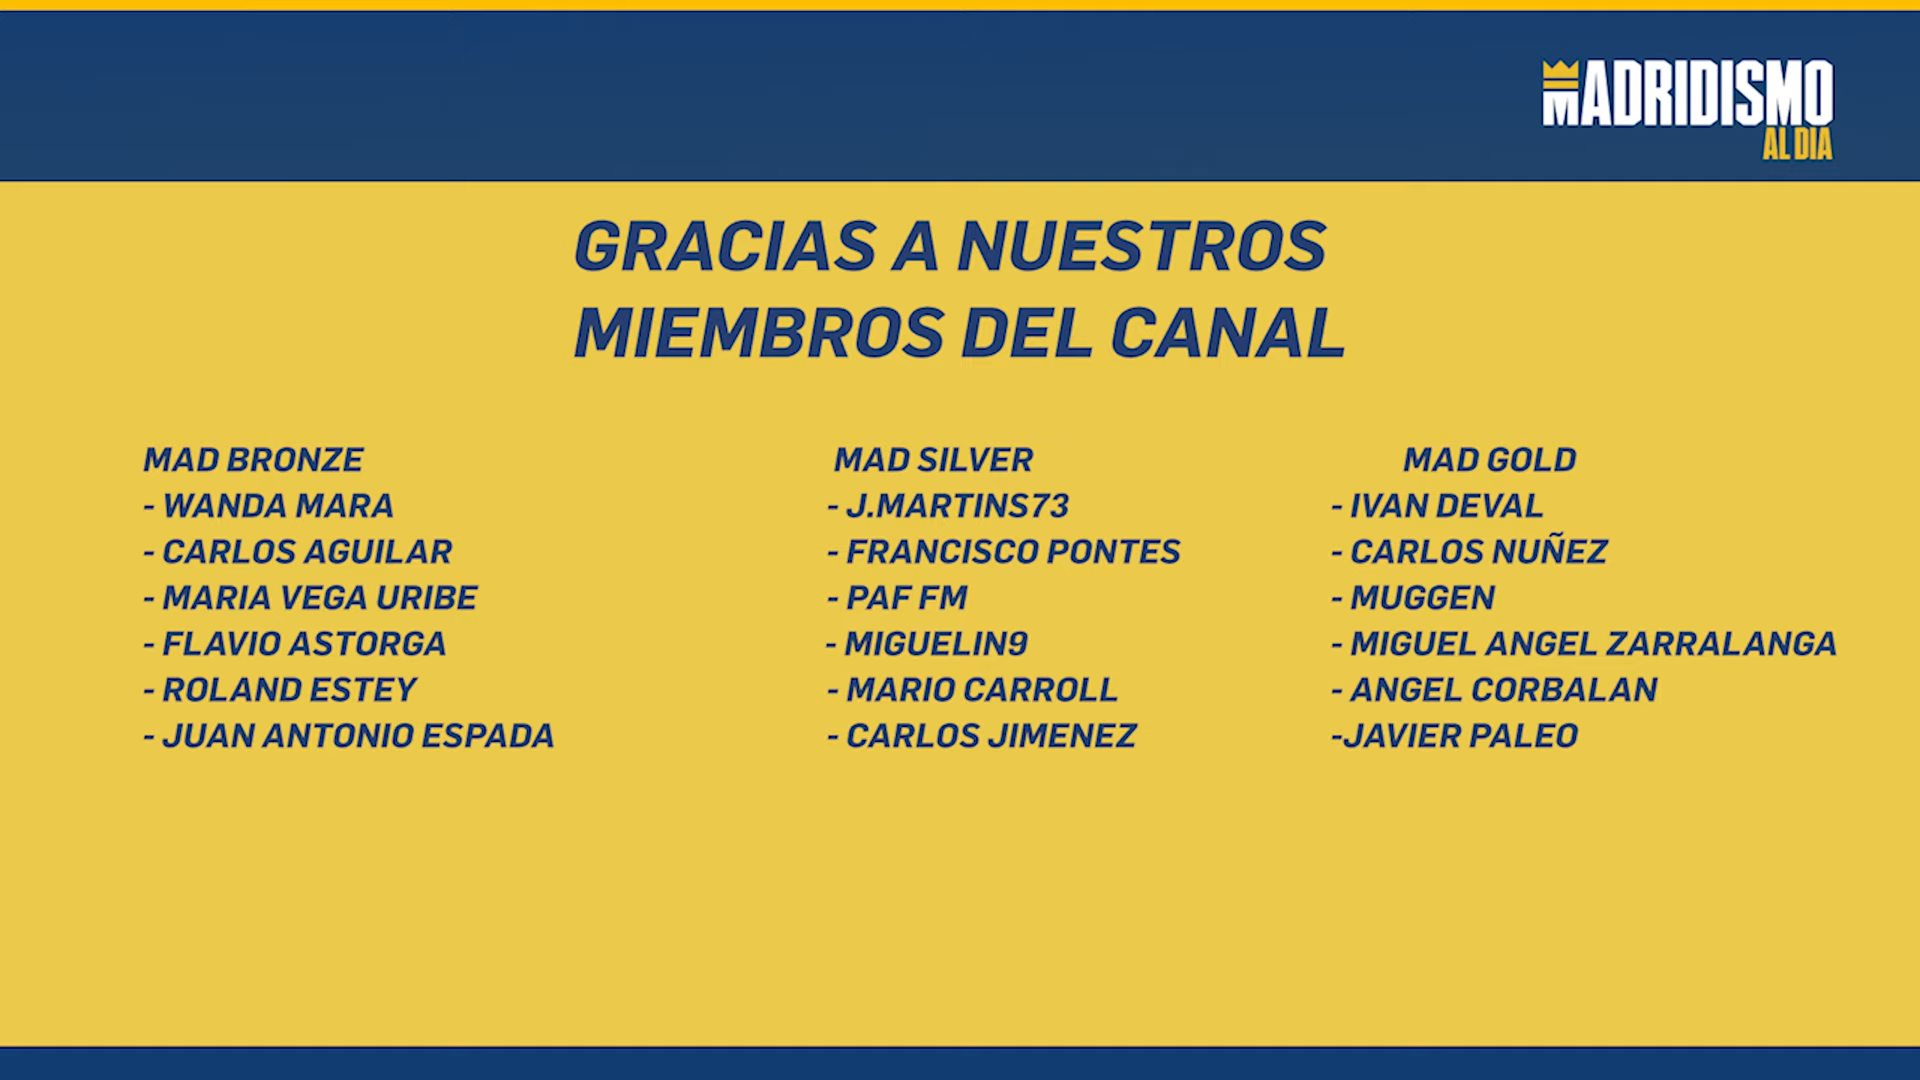 MADRIDISMO
AL DIA
GRACIAS A NUESTROS
MIEMBROS DEL CANAL
MAD BRONZE
- WANDA MARA
- CARLOS AGUILAR
- MARIA VEGA URIBE
- FLAVIO ASTORGA
- ROLAND ESTEY
- JUAN ANTONIO ESPADA
MAD SILVER
- J.MARTINS73
- FRANCISCO PONTES
- PAF FM
- MIGUELIN9
- MARIO CARROLL
- CARLOS JIMENEZ
MAD GOLD
- IVAN DEVAL
- CARLOS NUÑEZ
- MUGGEN
- MIGUEL ANGEL ZARRALANGA
- ANGEL CORBALAN
-JAVIER PALEO